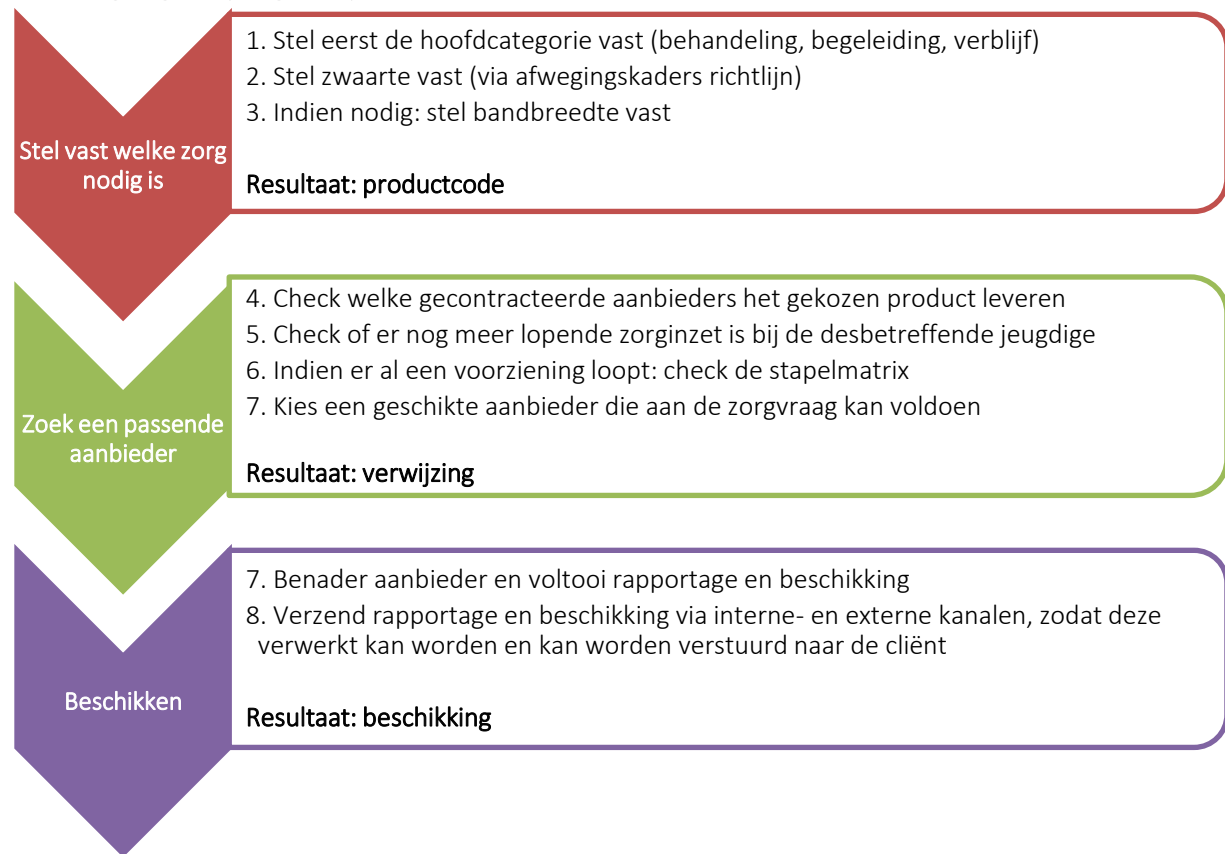 1. Stel eerst de hoofdcategorie vast (behandeling, begeleiding, verblijf)
2. Stel zwaarte vast (via afwegingskaders richtlijn)
3. Indien nodig: stel bandbreedte vast
Stel vast welke zorg
nodig is
Resultaat: productcode
4. Check welke gecontracteerde aanbieders het gekozen product leveren
5. Check of er nog meer lopende zorginzet is bij de desbetreffende jeugdige
6. Indien er al een voorziening loopt: check de stapelmatrix
7. Kies een geschikte aanbieder die aan de zorgvraag kan voldoen
Zoek een passende
aanbieder
Resultaat: verwijzing
7. Benader aanbieder en voltooi rapportage en beschikking
8. Verzend rapportage en beschikking via interne- en externe kanalen, zodat deze
verwerkt kan worden en kan worden verstuurd naar de cliënt
Beschikken
Resultaat: beschikking